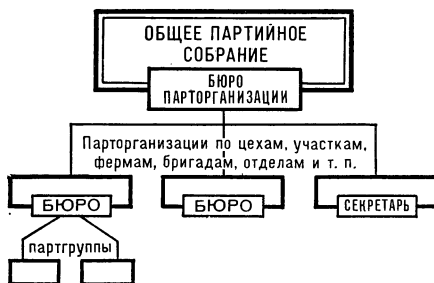 ОБЩЕЕ ПАРТИЙНОЕ
СОБРАНИЕ
БЮРО
ПАРТОРГАНИЗАЦИИ
Парторганизации по цехам, участкам,
фермам, бригадам, отделам и т. п.
БЮРО
БЮРО
СЕКРЕТАРЬ
партгруппы